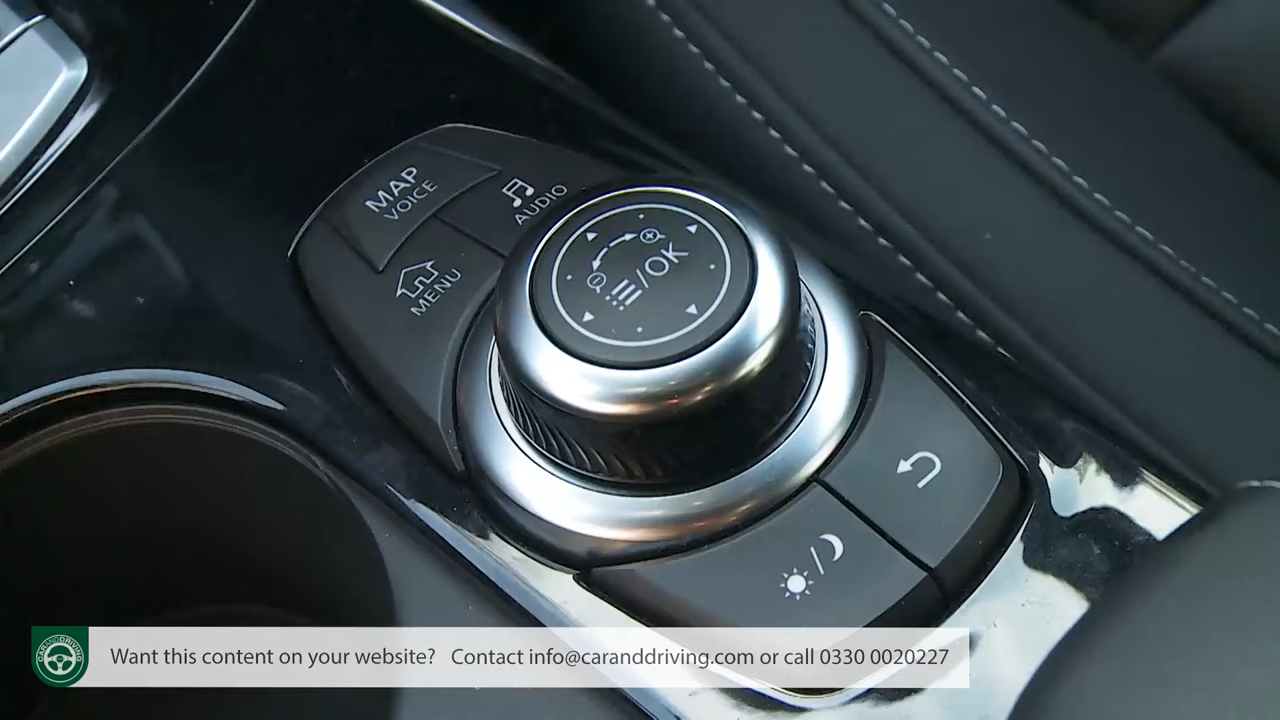 MAP
VOICE
AUDIO
MENU
/OK
CARANDDRIVING
Want this content on your website? Contact info@caranddriving.com or call 0330 0020227